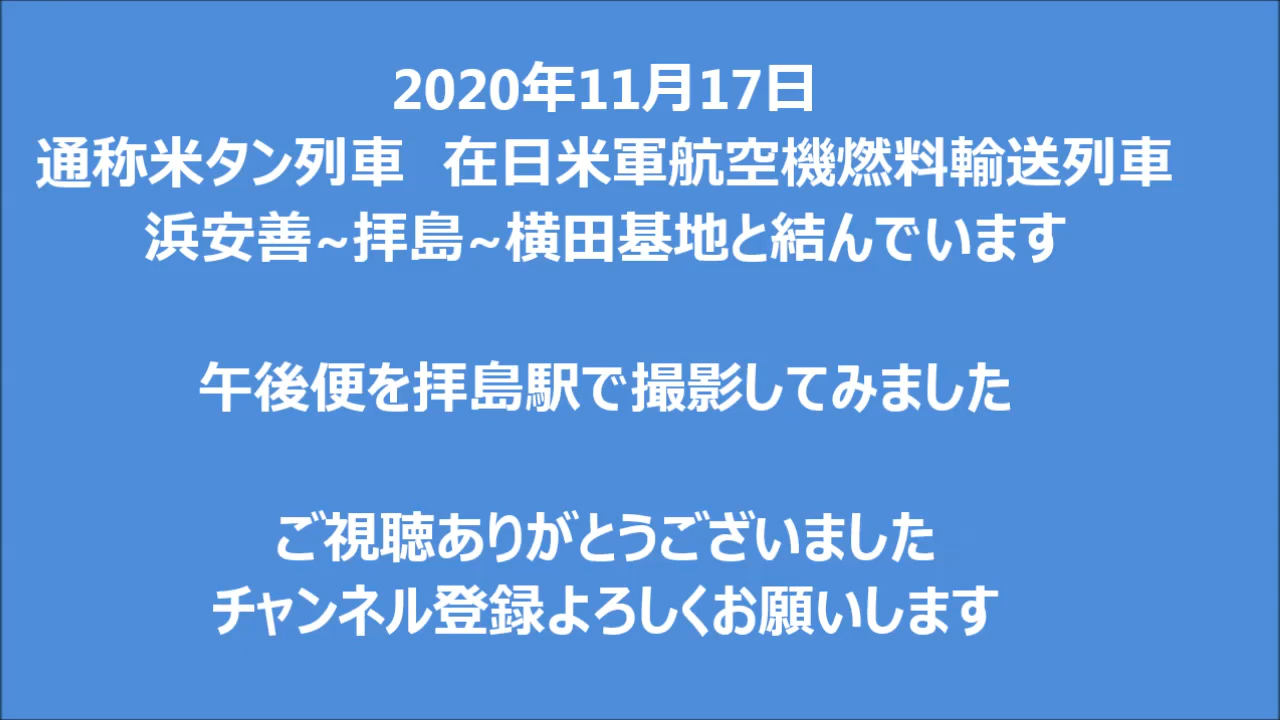 2020年11月17日
通称米タン列車　在日米軍航空機燃料輸送列車
浜安善~拝島~横田基地と結んでいます
午後便を拝島駅で撮影してみました
ご視聴ありがとうございました
チャンネル登録よろしくお願いします